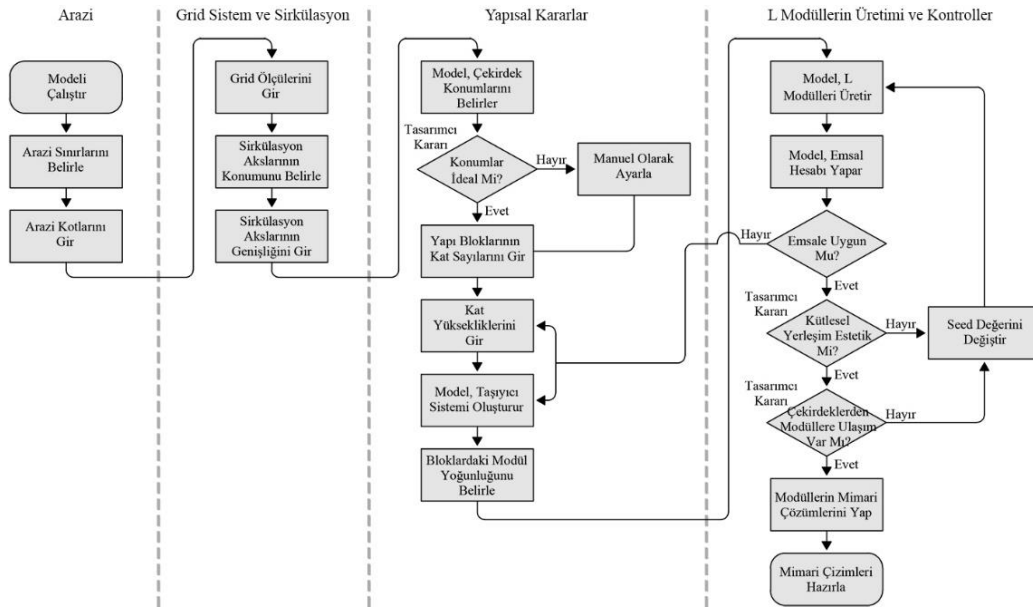 Arazi
Modeli
Çalıştır
Arazi Sınırlarını
Belirle
Arazi Kotlarını
Gir
Grid Sistem ve Sirkülasyon
Grid Ölçülerini
Gir
Sirkülasyon
Akslarının
Konumunu Belirle
Sirkülasyon
Akslarının
Genişliğini Gir
Yapısal Kararlar
Model, Çekirdek
Konumlarını
Belirler
Tasarımcı
Kararı
Konumlar
İdeal Mi?
Hayır
Manuel Olarak
Ayarla
Evet
Yapı Bloklarının
Kat Sayılarını Gir
Kat
Yüksekliklerini
Gir
Model, Taşıyıcı
Sistemi Oluşturur
Bloklardaki Modül
Yoğunluğunu
Belirle
L Modüllerin Üretimi ve Kontroller
Model, L
Modülleri Üretir
Model, Emsal
Hesabı Yapar
Hayır
Emsale Uygun
Mu?
Evet
Tasarımcı
Kararı
Kütlesel
Yerleşim Estetik
Mi?
Hayır
Seed Değerini
Değiştir
Evet
Tasarımcı
Kararı
Çekirdeklerden
Modüllere Ulaşım
Var Mı?
Hayır
Evet
Modüllerin Mimari
Çözümlerini Yap
Mimari Çizimleri
Hazırla